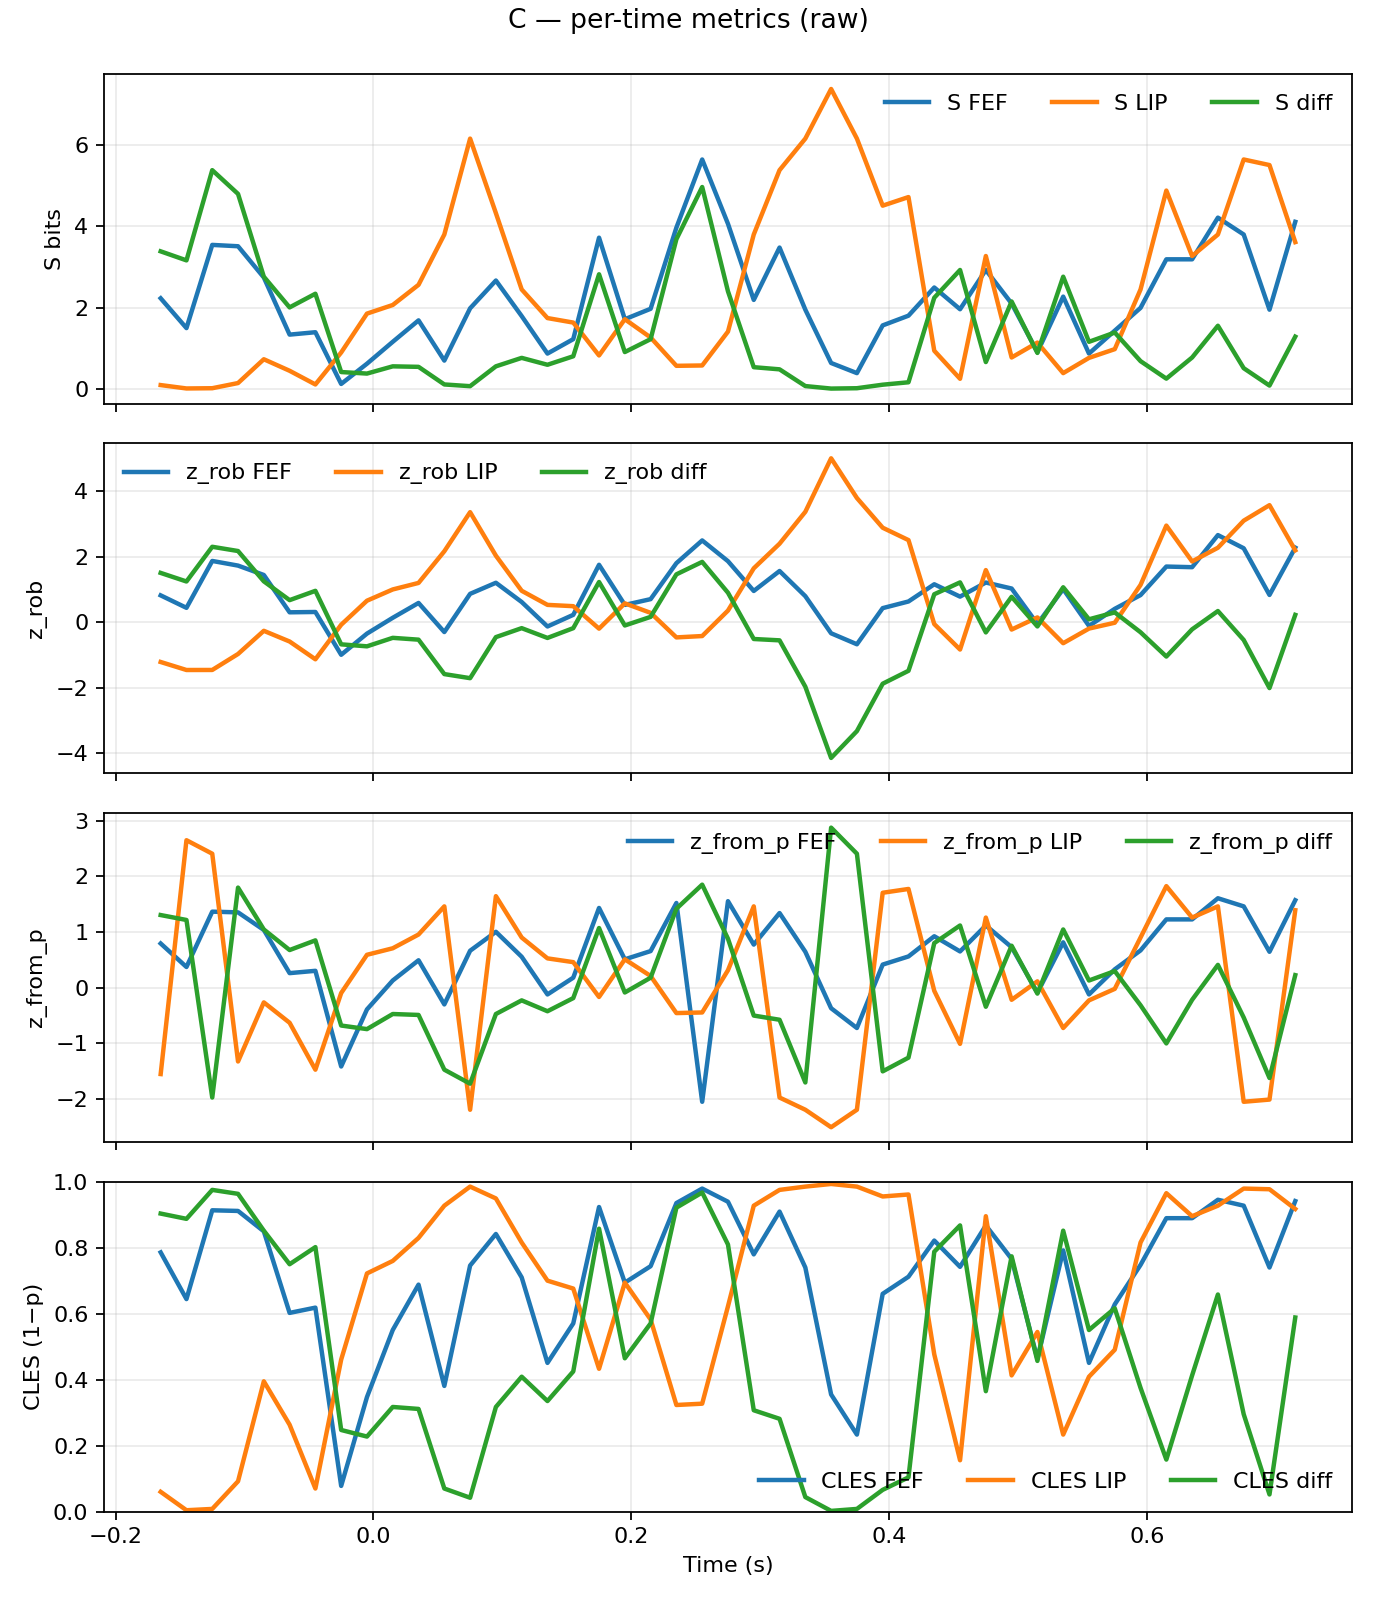 C — per-time metrics (raw)
S FEF S LIP S diff
6
4
2
0
S bits
z_rob FEF z_rob LIP z_rob diff
4
2
0
−2
−4
z_rob
z_from_p FEF z_from_p LIP z_from_p diff
3
2
1
0
−1
−2
z_from_p
1.0
0.8
0.6
0.4
0.2
0.0
CLES (1−p)
CLES FEF CLES LIP CLES diff
−0.2 0.0 0.2 0.4 0.6
Time (s)